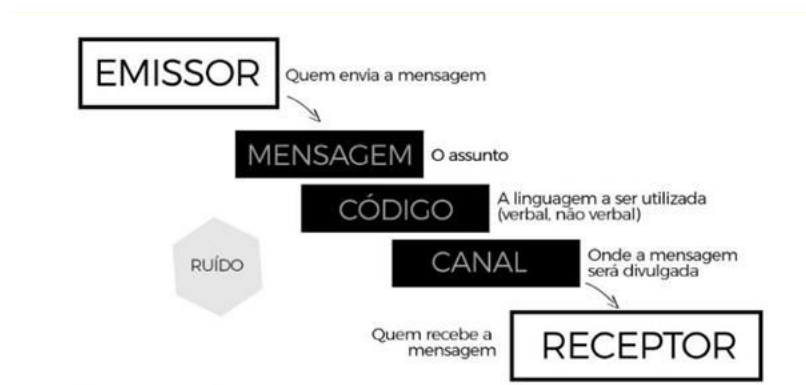 EMISSOR
Quem envia a mensagem
MENSAGEM
O assunto
CÓDIGO
A linguagem a ser utilizada
(verbal, não verbal)
RUÍDO
CANAL
Onde a mensagem
será divulgada
Quem recebe a
mensagem
RECEPTOR